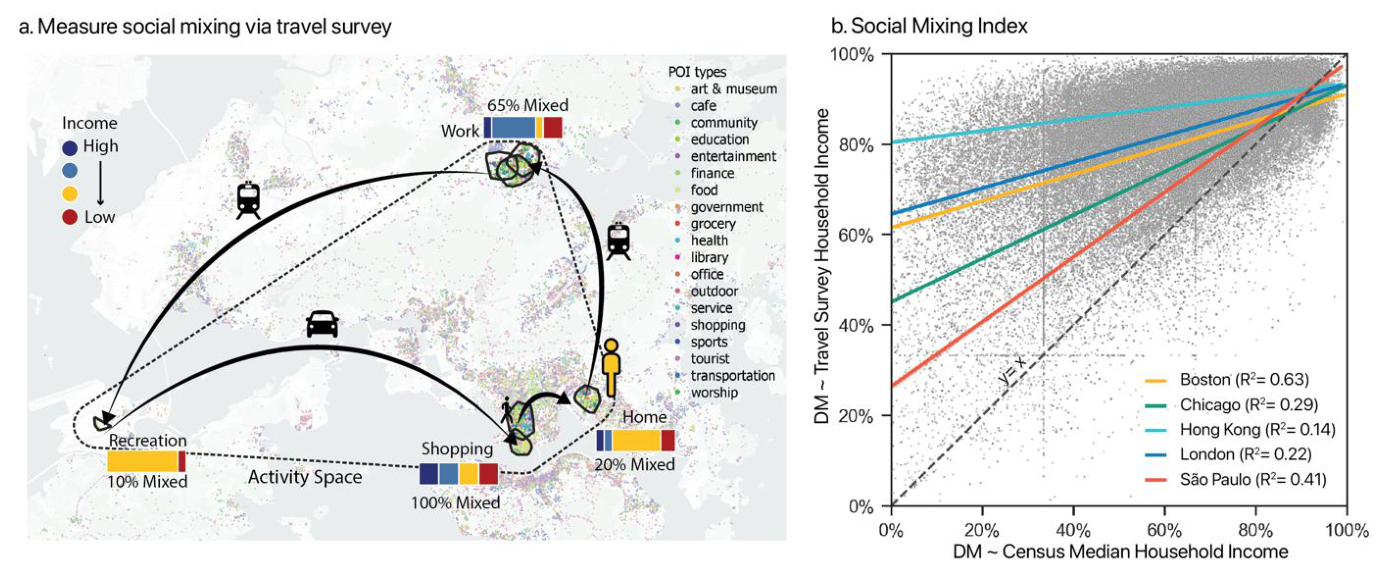 a. Measure social mixing via travel survey
Income
High
Low
65% Mixed
Work
POI types
art & museum
cafe
community
education
entertainment
finance
food
government
grocery
health
library
office
outdoor
service
shopping
sports
tourist
transportation
worship
Recreation
10% Mixed
Activity Space
Shopping
100% Mixed
Home
20% Mixed
b. Social Mixing Index
DM ~ Travel Survey Household Income
100%
80%
60%
40%
20%
0%
y= x
Boston (R²= 0.63)
Chicago (R²= 0.29)
Hong Kong (R²= 0.14)
London (R²= 0.22)
São Paulo (R²= 0.41)
0% 20% 40% 60% 80% 100%
DM ~ Census Median Household Income